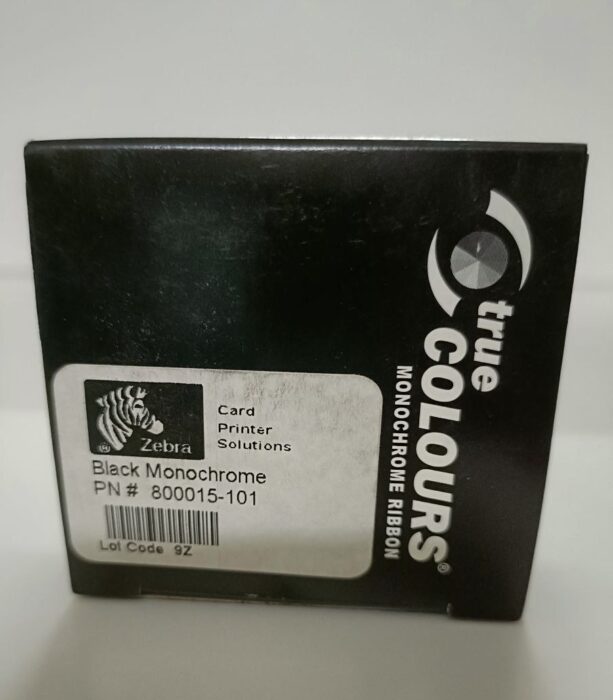 true
COLOURS®
MONOCHROME RIBBON
Zebra
®
Card
Printer
Solutions
Black Monochrome
PN # 800015-101
Lot Code 9Z